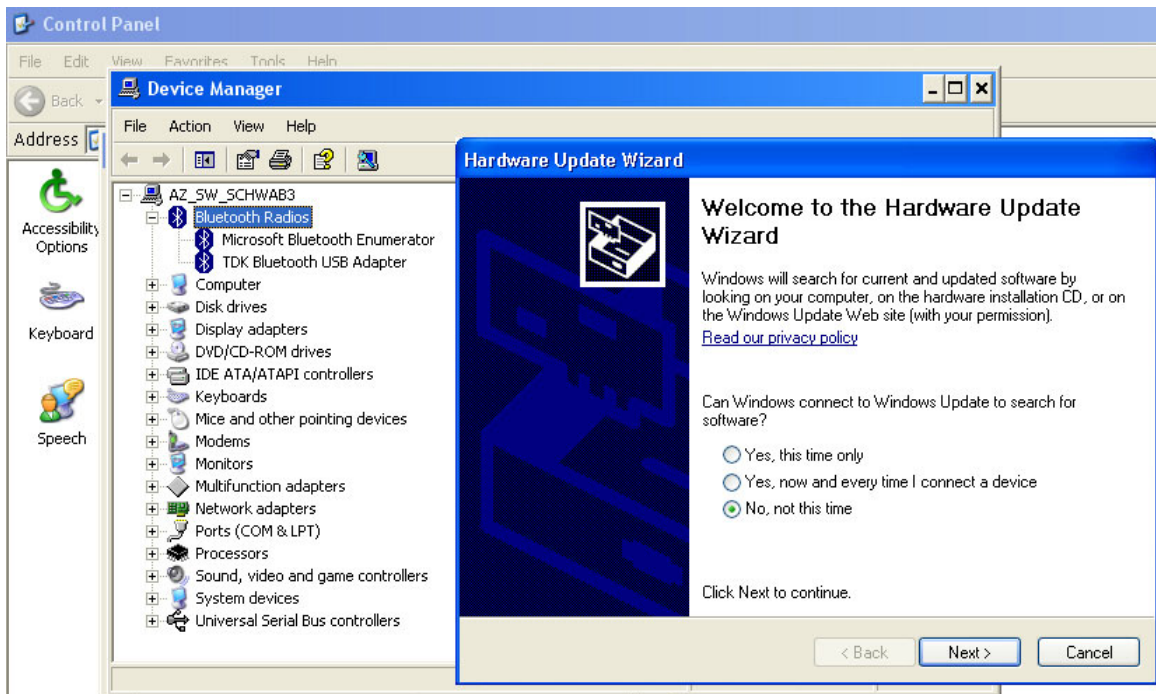 Control Panel
File Edit View Favorites Tools Help
Back
Address
Accessibility
Options
Keyboard
Speech
Device Manager
File Action View Help
AZ_SW_SCHWAB3
Bluetooth Radios
Microsoft Bluetooth Enumerator
TDK Bluetooth USB Adapter
Computer
Disk drives
Display adapters
DVD/CD-ROM drives
IDE ATA/ATAPI controllers
Keyboards
Mice and other pointing devices
Modems
Monitors
Multifunction adapters
Network adapters
Ports (COM & LPT)
Processors
Sound, video and game controllers
System devices
Universal Serial Bus controllers
Hardware Update Wizard
Welcome to the Hardware Update
Wizard
Windows will search for current and updated software by
looking on your computer, on the hardware installation CD, or on
the Windows Update Web site (with your permission).
Read our privacy policy
Can Windows connect to Windows Update to search for
software?
Yes, this time only
Yes, now and every time I connect a device
No, not this time
Click Next to continue.
< Back Next > Cancel